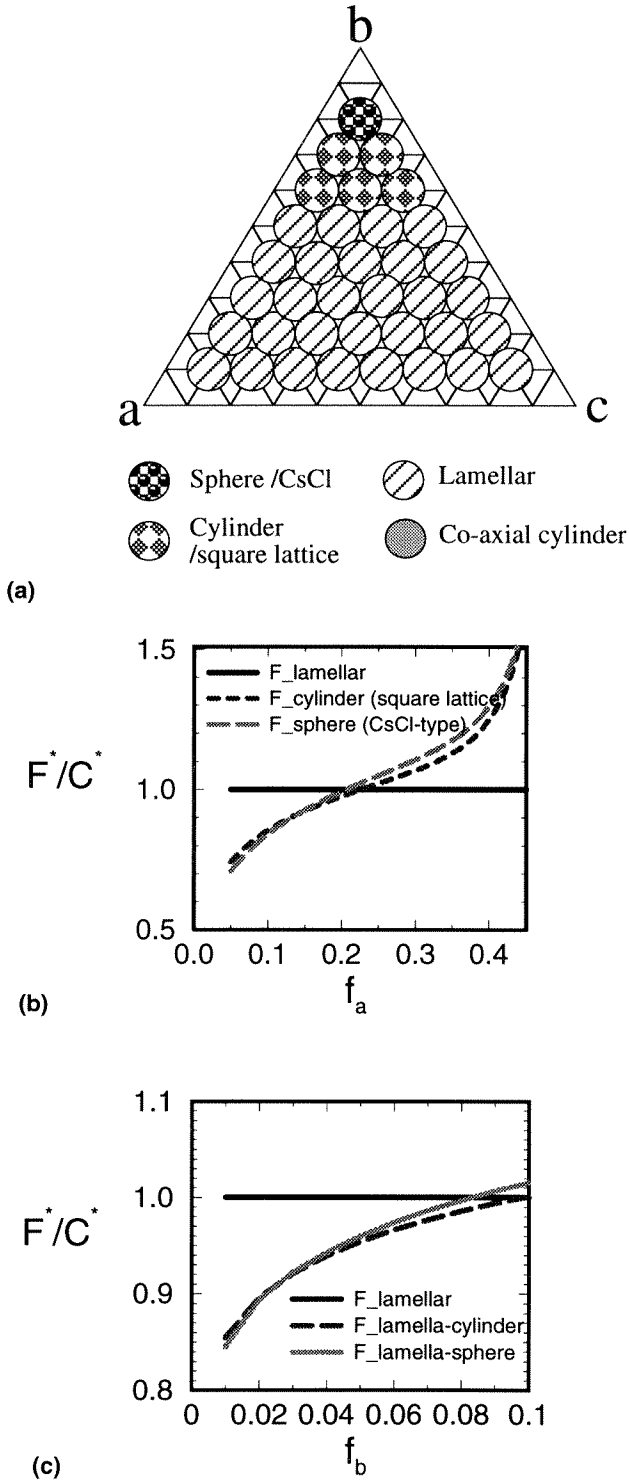 b
a
c
Sphere /CsCl
Lamellar
Cylinder
/square lattice
Co-axial cylinder
(a)
1.5
F_lamellar
F_cylinder (square lattice)
F_sphere (CsCl-type)
F*/C*
1.0
0.5
0.0 0.1 0.2 0.3 0.4
fa
(b)
1.1
1.0
F*/C*
0.9
F_lamellar
F_lamella-cylinder
F_lamella-sphere
0.8
0 0.02 0.04 0.06 0.08 0.1
fb
(c)